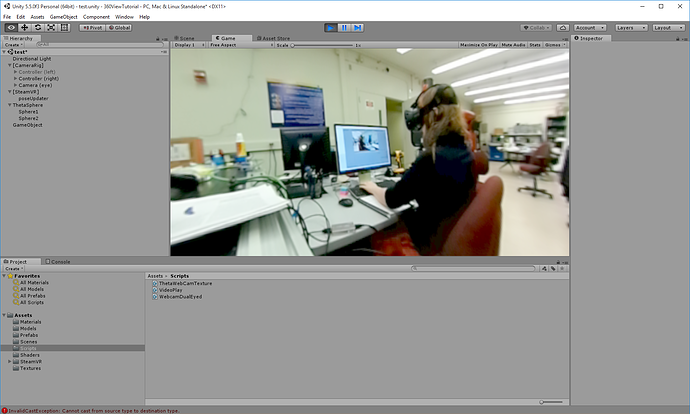 Unity 5.5.0f3 Personal (64bit) - test.unity - 360ViewTutorial - PC, Mac & Linux Standalone* <DX11>
File Edit Assets GameObject Component Window Help
Pivot Global
Collab
Account
Layers
Layout
Hierarchy
Create
All
test*
Directional Light
[CameraRig]
Controller (left)
Controller (right)
Camera (eye)
[SteamVR]
poseUpdater
ThetaSphere
Sphere1
Sphere2
GameObject
Scene Game Asset Store
Display 1 Free Aspect Scale 1x Maximize On Play Mute Audio Stats Gizmos
Inspector
Project Console
Create
Favorites
All Materials
All Models
All Prefabs
All Scripts
Assets
Materials
Models
Prefabs
Scenes
Scripts
Shaders
SteamVR
Textures
Assets Scripts
ThetaWebCamTexture
VideoPlay
WebcamDualEyed
InvalidCastException: Cannot cast from source type to destination type.